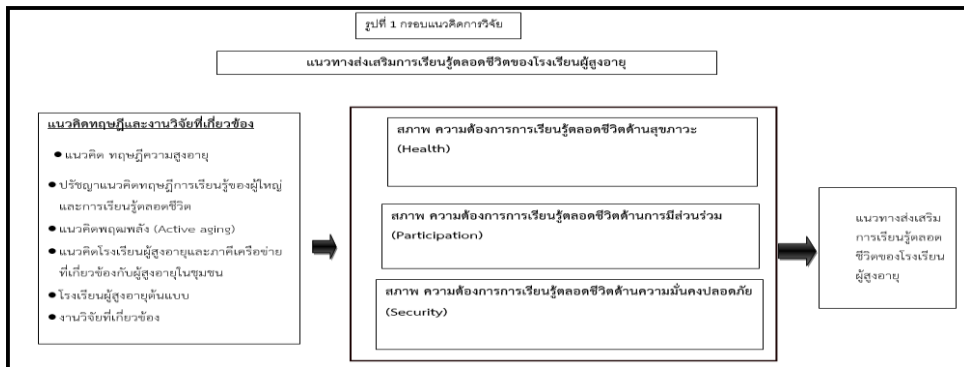 รูปที่ 1 กรอบแนวคิดการวิจัย
แนวทางส่งเสริมการเรียนรู้ตลอดชีวิตของโรงเรียนผู้สูงอายุ
แนวคิดทฤษฎีและงานวิจัยที่เกี่ยวข้อง
● แนวคิด ทฤษฎีความสูงอายุ
● ปรัชญาแนวคิดทฤษฎีการเรียนรู้ของผู้ใหญ่
และการเรียนรู้ตลอดชีวิต
● แนวคิดพฤฒพลัง (Active aging)
● แนวคิดโรงเรียนผู้สูงอายุและภาคีเครือข่าย
ที่เกี่ยวข้องกับผู้สูงอายุในชุมชน
● โรงเรียนผู้สูงอายุต้นแบบ
● งานวิจัยที่เกี่ยวข้อง
สภาพ ความต้องการการเรียนรู้ตลอดชีวิตด้านสุขภาวะ
(Health)
สภาพ ความต้องการการเรียนรู้ตลอดชีวิตด้านการมีส่วนร่วม
(Participation)
สภาพ ความต้องการการเรียนรู้ตลอดชีวิตด้านความมั่นคงปลอดภัย
(Security)
แนวทางส่งเสริม
การเรียนรู้ตลอด
ชีวิตของโรงเรียน
ผู้สูงอายุ